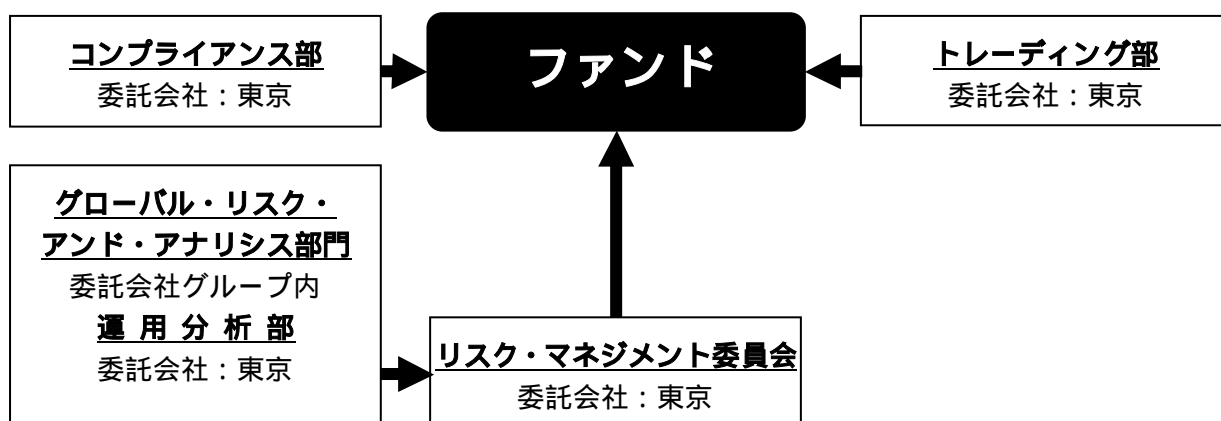 コンプライアンス部
委託会社：東京
ファンド
トレーディング部
委託会社：東京
グローバル・リスク・
アンド・アナリシス部門
委託会社グループ内
運 用 分 析 部
委託会社：東京
リスク・マネジメント委員会
委託会社：東京